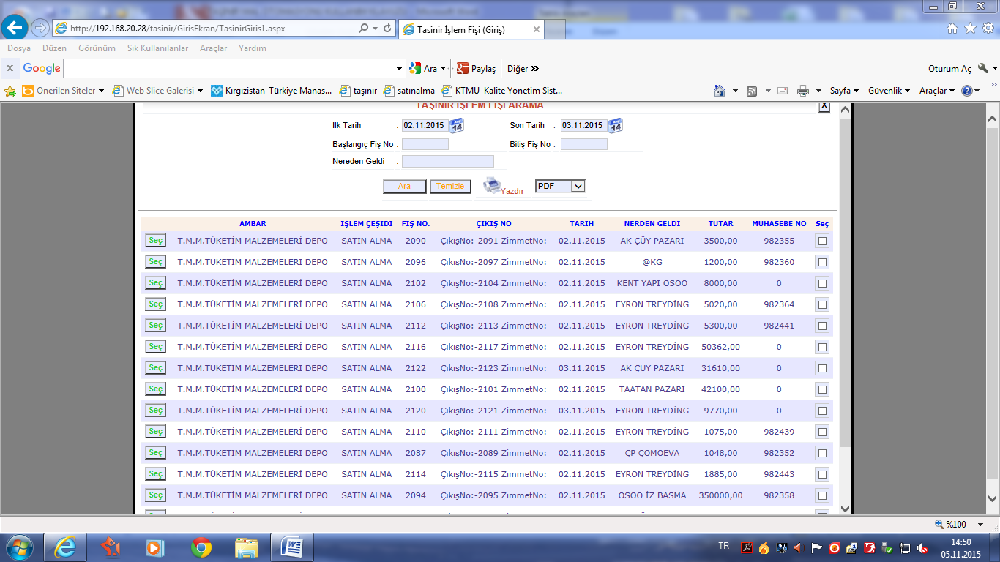 http://192.168.20.28/tasinir/GirisEkran/TasinirGiris1.aspx
Tasinir İşlem Fişi (Giriş)
Dosya Düzen Görünüm Sık Kullanılanlar Araçlar Yardım
X Google Ara Paylaş Diğer Oturum Aç
Önerilen Siteler Web Slice Galerisi Kırgızistan-Türkiye Manas... taşınır satınalma KTMÜ Kalite Yonetim Sist... Sayfa Güvenlik Araçlar
TAŞINIR İŞLEM FİŞİ ARAMA X
İlk Tarih : 02.11.2015 Son Tarih : 03.11.2015
Başlangıç Fiş No : Bitiş Fiş No :
Nereden Geldi :
Ara Temizle Yazdır PDF
AMBAR İŞLEM ÇEŞİDİ FİŞ NO. ÇIKIŞ NO TARİH NERDEN GELDİ TUTAR MUHASEBE NO Seç
Seç T.M.M.TÜKETİM MALZEMELERİ DEPO SATIN ALMA 2090 ÇıkışNo:-2091 ZimmetNo: 02.11.2015 AK ÇÜY PAZARI 3500,00 982355
Seç T.M.M.TÜKETİM MALZEMELERİ DEPO SATIN ALMA 2096 ÇıkışNo:-2097 ZimmetNo: 02.11.2015 @KG 1200,00 982360
Seç T.M.M.TÜKETİM MALZEMELERİ DEPO SATIN ALMA 2102 ÇıkışNo:-2104 ZimmetNo: 02.11.2015 KENT YAPI OSOO 8000,00 0
Seç T.M.M.TÜKETİM MALZEMELERİ DEPO SATIN ALMA 2106 ÇıkışNo:-2108 ZimmetNo: 02.11.2015 EYRON TREYDİNG 5020,00 982364
Seç T.M.M.TÜKETİM MALZEMELERİ DEPO SATIN ALMA 2112 ÇıkışNo:-2113 ZimmetNo: 02.11.2015 EYRON TREYDİNG 5300,00 982441
Seç T.M.M.TÜKETİM MALZEMELERİ DEPO SATIN ALMA 2116 ÇıkışNo:-2117 ZimmetNo: 02.11.2015 EYRON TREYDİNG 50362,00 0
Seç T.M.M.TÜKETİM MALZEMELERİ DEPO SATIN ALMA 2122 ÇıkışNo:-2123 ZimmetNo: 03.11.2015 AK ÇÜY PAZARI 31610,00 0
Seç T.M.M.TÜKETİM MALZEMELERİ DEPO SATIN ALMA 2100 ÇıkışNo:-2101 ZimmetNo: 02.11.2015 TAATAN PAZARI 42100,00 0
Seç T.M.M.TÜKETİM MALZEMELERİ DEPO SATIN ALMA 2120 ÇıkışNo:-2121 ZimmetNo: 03.11.2015 EYRON TREYDİNG 9770,00 0
Seç T.M.M.TÜKETİM MALZEMELERİ DEPO SATIN ALMA 2110 ÇıkışNo:-2111 ZimmetNo: 02.11.2015 EYRON TREYDİNG 1075,00 982439
Seç T.M.M.TÜKETİM MALZEMELERİ DEPO SATIN ALMA 2087 ÇıkışNo:-2089 ZimmetNo: 02.11.2015 ÇP ÇOMOEVA 1048,00 982352
Seç T.M.M.TÜKETİM MALZEMELERİ DEPO SATIN ALMA 2114 ÇıkışNo:-2115 ZimmetNo: 02.11.2015 EYRON TREYDİNG 1885,00 982443
Seç T.M.M.TÜKETİM MALZEMELERİ DEPO SATIN ALMA 2094 ÇıkışNo:-2095 ZimmetNo: 02.11.2015 OSOO İZ BASMA 350000,00 982358
%100
TR 14:50
05.11.2015